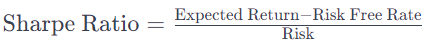 Sharpe Ratio = Expected Return−Risk Free Rate / Risk